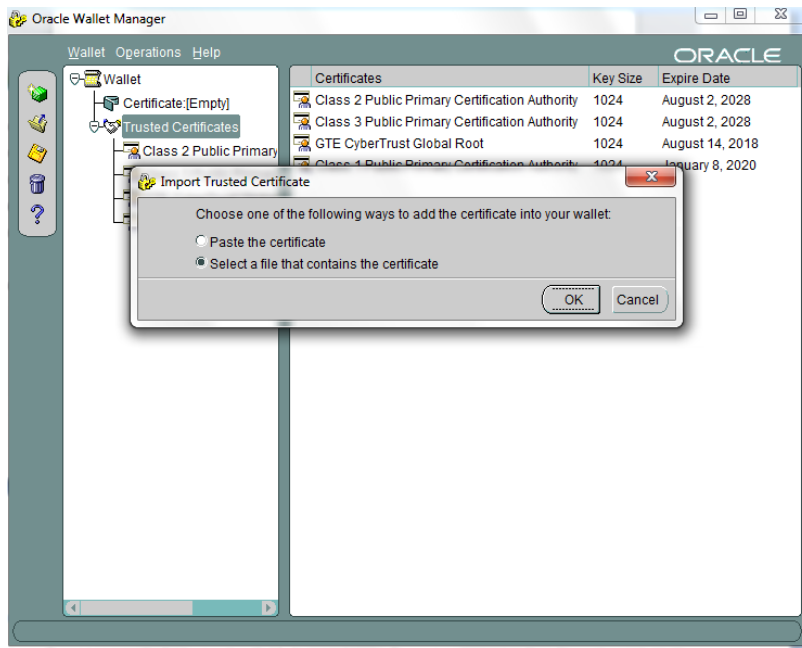 Oracle Wallet Manager
Wallet Operations Help
ORACLE
Wallet
Certificate:[Empty]
Trusted Certificates
Class 2 Public Primary
Certificates Key Size Expire Date
Class 2 Public Primary Certification Authority 1024 August 2, 2028
Class 3 Public Primary Certification Authority 1024 August 2, 2028
GTE CyberTrust Global Root 1024 August 14, 2018
Class 1 Public Primary Certification Authority 1024 January 8, 2020
Import Trusted Certificate
Choose one of the following ways to add the certificate into your wallet:
Paste the certificate
Select a file that contains the certificate
OK Cancel